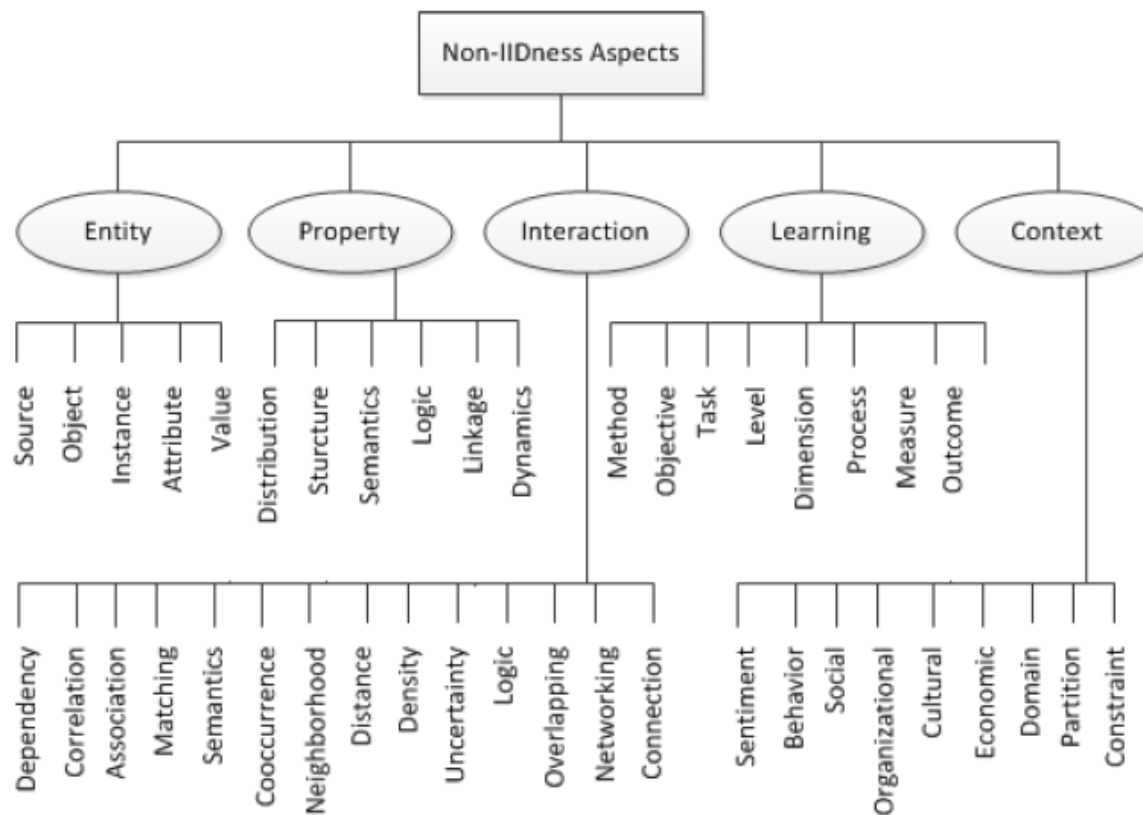 Non-IIDness Aspects
Entity
Property
Interaction
Learning
Context
Source
Object
Instance
Attribute
Value
Distribution
Sturcture
Semantics
Logic
Linkage
Dynamics
Method
Objective
Task
Level
Dimension
Process
Measure
Outcome
Dependency
Correlation
Association
Matching
Semantics
Cooccurrence
Neighborhood
Distance
Density
Uncertainty
Logic
Overlapping
Networking
Connection
Sentiment
Behavior
Social
Organizational
Cultural
Economic
Domain
Partition
Constraint